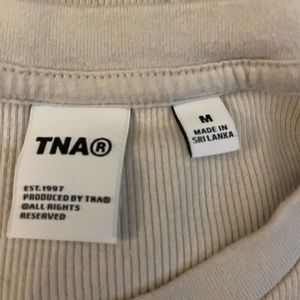 TNA®
EST.1997
PRODUCED BY TNA®
©ALL RIGHTS
RESERVED
M
MADE IN
SRI LANKA